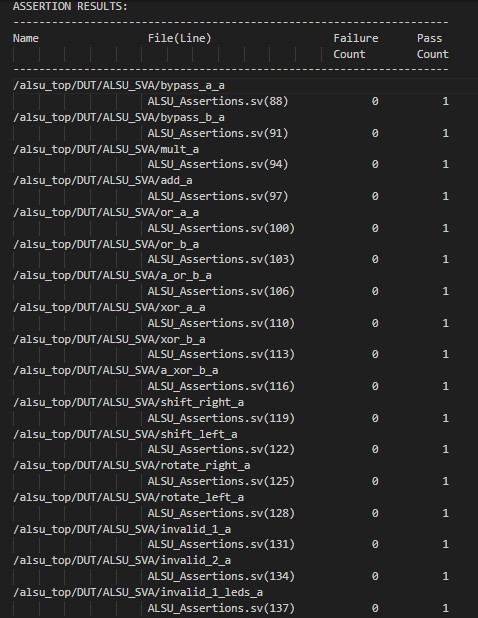 ASSERTION RESULTS:
------------------------------------------------------------------
Name File(Line) Failure Pass
Count Count
------------------------------------------------------------------
/alsu_top/DUT/ALSU_SVA/bypass_a_a
ALSU_Assertions.sv(88) 0 1
/alsu_top/DUT/ALSU_SVA/bypass_b_a
ALSU_Assertions.sv(91) 0 1
/alsu_top/DUT/ALSU_SVA/mult_a
ALSU_Assertions.sv(94) 0 1
/alsu_top/DUT/ALSU_SVA/add_a
ALSU_Assertions.sv(97) 0 1
/alsu_top/DUT/ALSU_SVA/or_a_a
ALSU_Assertions.sv(100) 0 1
/alsu_top/DUT/ALSU_SVA/or_b_a
ALSU_Assertions.sv(103) 0 1
/alsu_top/DUT/ALSU_SVA/a_or_b_a
ALSU_Assertions.sv(106) 0 1
/alsu_top/DUT/ALSU_SVA/xor_a_a
ALSU_Assertions.sv(110) 0 1
/alsu_top/DUT/ALSU_SVA/xor_b_a
ALSU_Assertions.sv(113) 0 1
/alsu_top/DUT/ALSU_SVA/a_xor_b_a
ALSU_Assertions.sv(116) 0 1
/alsu_top/DUT/ALSU_SVA/shift_right_a
ALSU_Assertions.sv(119) 0 1
/alsu_top/DUT/ALSU_SVA/shift_left_a
ALSU_Assertions.sv(122) 0 1
/alsu_top/DUT/ALSU_SVA/rotate_right_a
ALSU_Assertions.sv(125) 0 1
/alsu_top/DUT/ALSU_SVA/rotate_left_a
ALSU_Assertions.sv(128) 0 1
/alsu_top/DUT/ALSU_SVA/invalid_1_a
ALSU_Assertions.sv(131) 0 1
/alsu_top/DUT/ALSU_SVA/invalid_2_a
ALSU_Assertions.sv(134) 0 1
/alsu_top/DUT/ALSU_SVA/invalid_1_leds_a
ALSU_Assertions.sv(137) 0 1